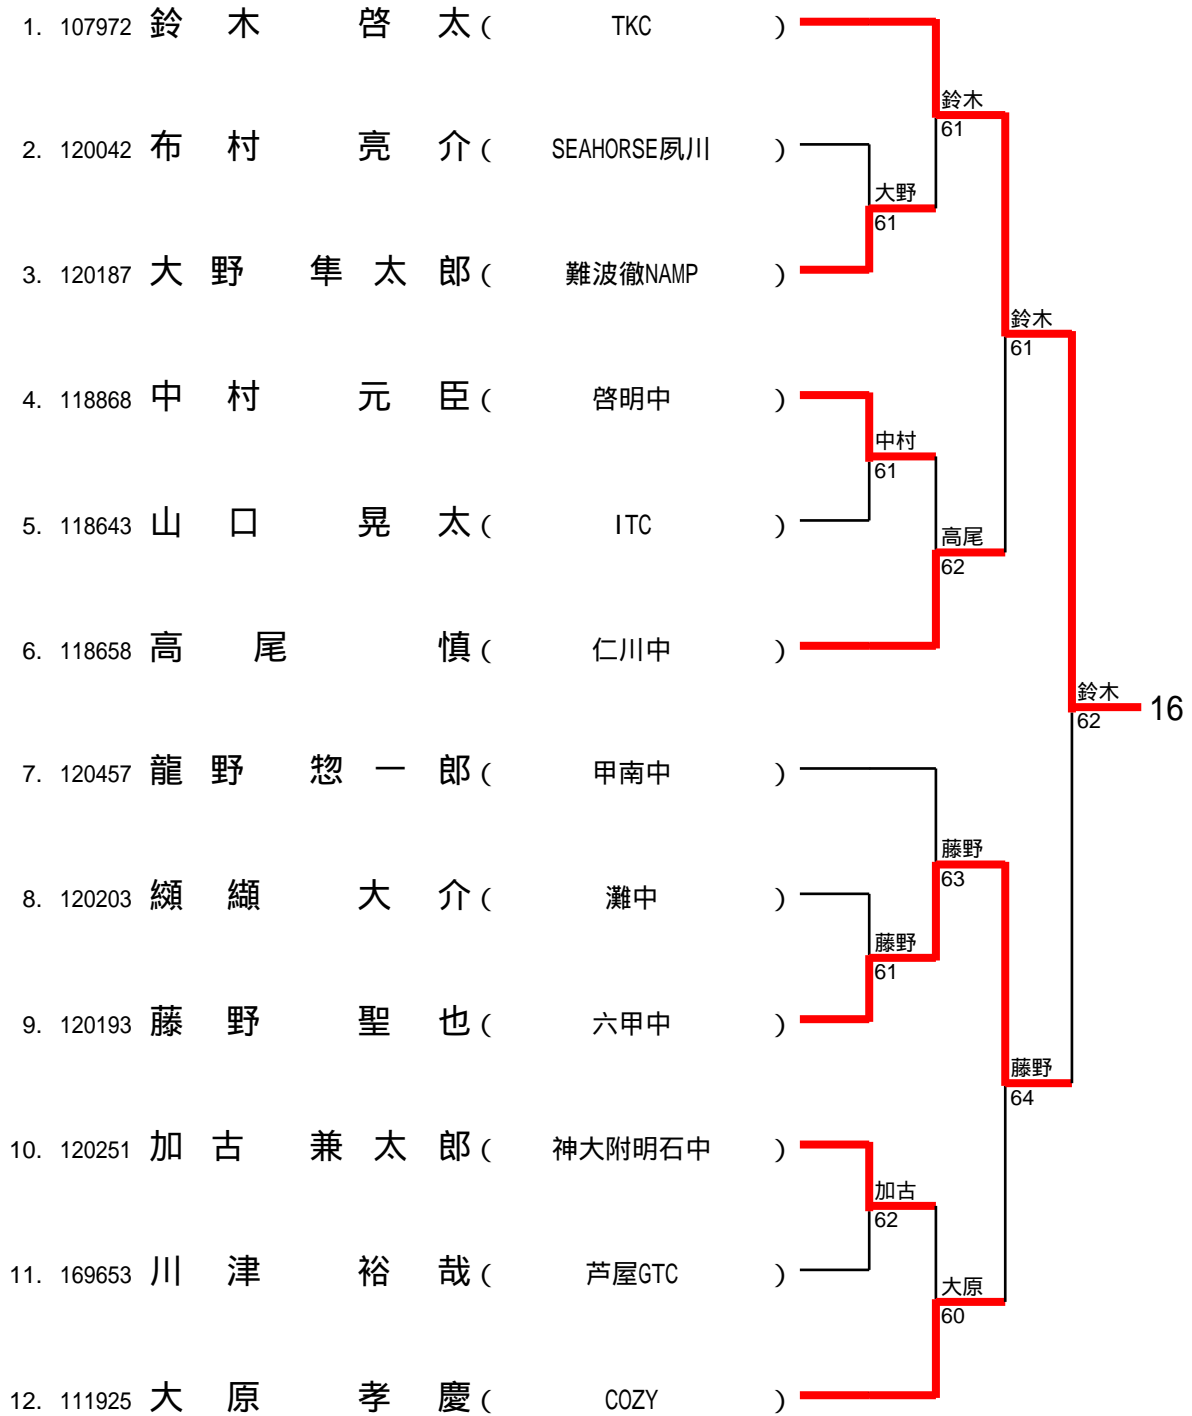 1. 107972 鈴木 啓太 ( TKC )
鈴木
61
2. 120042 布村 亮介 ( SEAHORSE夙川 )
大野
61
3. 120187 大野 隼太郎 ( 難波徹NAMP )
鈴木
61
4. 118868 中村 元臣 ( 啓明中 )
中村
61
5. 118643 山口 晃太 ( ITC )
高尾
62
6. 118658 高尾 慎 ( 仁川中 )
鈴木
62
16
7. 120457 龍野 惣一郎 ( 甲南中 )
藤野
63
8. 120203 纐纈 大介 ( 灘中 )
藤野
61
9. 120193 藤野 聖也 ( 六甲中 )
藤野
64
10. 120251 加古 兼太郎 ( 神大附明石中 )
加古
62
11. 169653 川津 裕哉 ( 芦屋GTC )
大原
60
12. 111925 大原 孝慶 ( COZY )